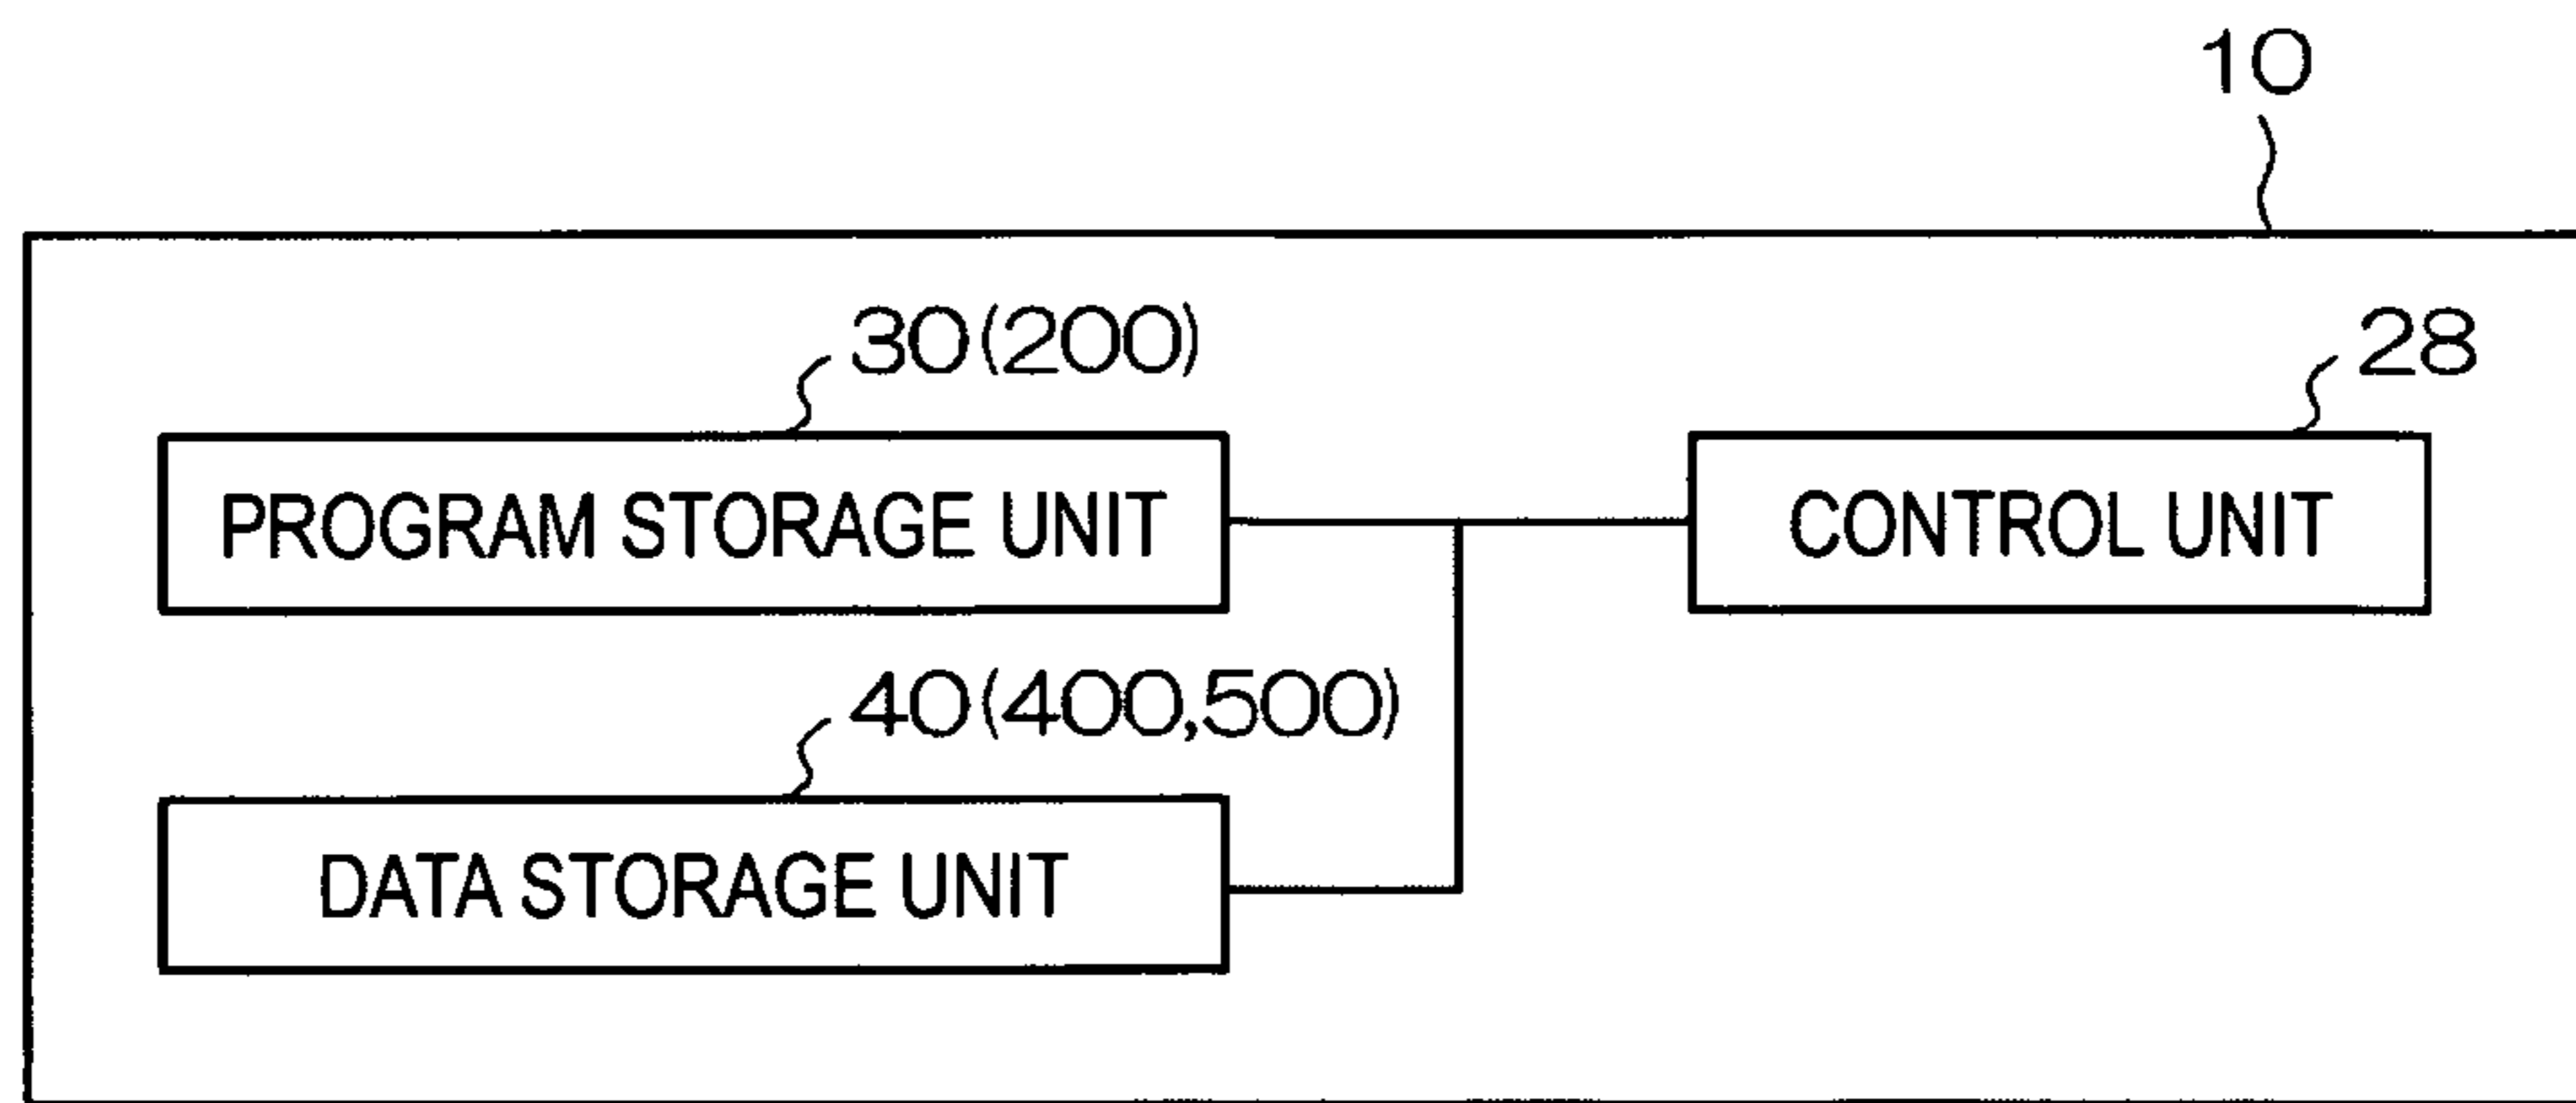 10
30(200)
28
PROGRAM STORAGE UNIT
CONTROL UNIT
40(400,500)
DATA STORAGE UNIT